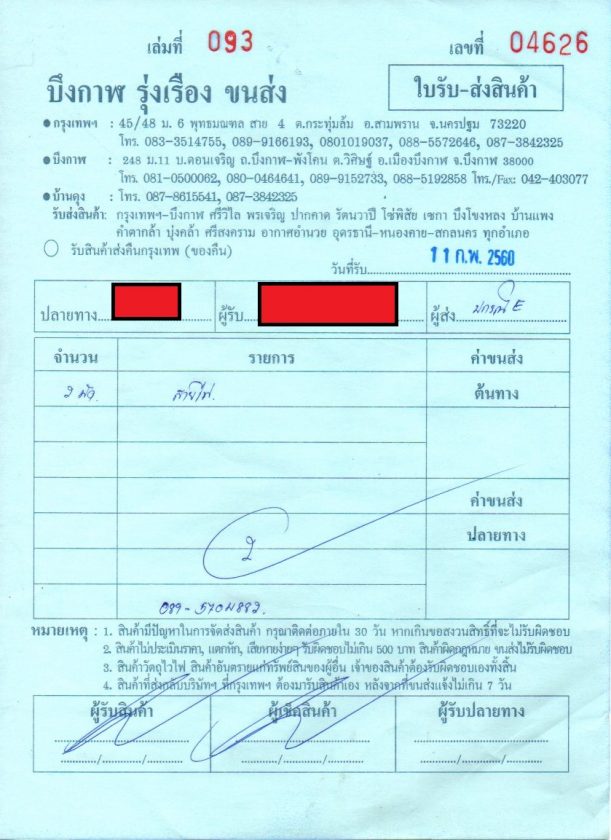 เล่มที่ 093 เลขที่ 04626
บึงกาฬ รุ่งเรือง ขนส่ง ใบรับ-ส่งสินค้า
●กรุงเทพฯ : 45/48 ม. 6 พุทธมณฑล สาย 4 ต.กระทุ่มล้ม อ.สามพราน จ.นครปฐม 73220
โทร. 083-3514755, 089-9166193, 0801019037, 088-5572646, 087-3842325
●บึงกาฬ : 248 ม.11 บ.ดอนเจริญ ถ.บึงกาฬ-พังโคน ต.วิศิษฐ์ อ.เมืองบึงกาฬ จ.บึงกาฬ 38000
โทร. 081-0500062, 080-0464641, 089-9152733, 088-5192858 โทร./Fax: 042-403077
●บ้านดุง : โทร. 087-8615541, 087-3842325
รับส่งสินค้า: กรุงเทพฯ-บึงกาฬ ศรีวิไล พรเจริญ ปากคาด รัตนวาปี โซ่พิสัย เซกา บึงโขงหลง บ้านแพง
คำตากล้า บุ่งคล้า ศรีสงคราม อากาศอำนวย อุดรธานี-หนองคาย-สกลนคร ทุกอำเภอ
รับสินค้าส่งคืนกรุงเทพ (ของคืน)
วันที่รับ 11 ก.พ. 2560
ปลายทาง ผู้รับ ผู้ส่ง
จำนวน รายการ ค่าขนส่ง
2 มัด สายไฟ ต้นทาง
ค่าขนส่ง
ปลายทาง
2
หมายเหตุ : 1. สินค้ามีปัญหาในการจัดส่งสินค้า กรุณาติดต่อภายใน 30 วัน หากเกินขอสงวนสิทธิ์ที่จะไม่รับผิดชอบ
2. สินค้าไม่ประเมินราคา, แตกหัก, เสียหายง่ายฯ รับผิดชอบไม่เกิน 500 บาท สินค้าผิดกฎหมาย ขนส่งไม่รับผิดชอบ
3. สินค้าวัตถุไวไฟ สินค้าอันตรายแก่ทรัพย์สินของผู้อื่น เจ้าของสินค้าต้องรับผิดชอบเองทั้งสิ้น
4. สินค้าที่ส่งกลับบริษัทฯ ที่กรุงเทพฯ ต้องมารับสินค้าเอง หลังจากที่ขนส่งแจ้งไม่เกิน 7 วัน
ผู้รับสินค้า ผู้เช็คสินค้า ผู้รับปลายทาง